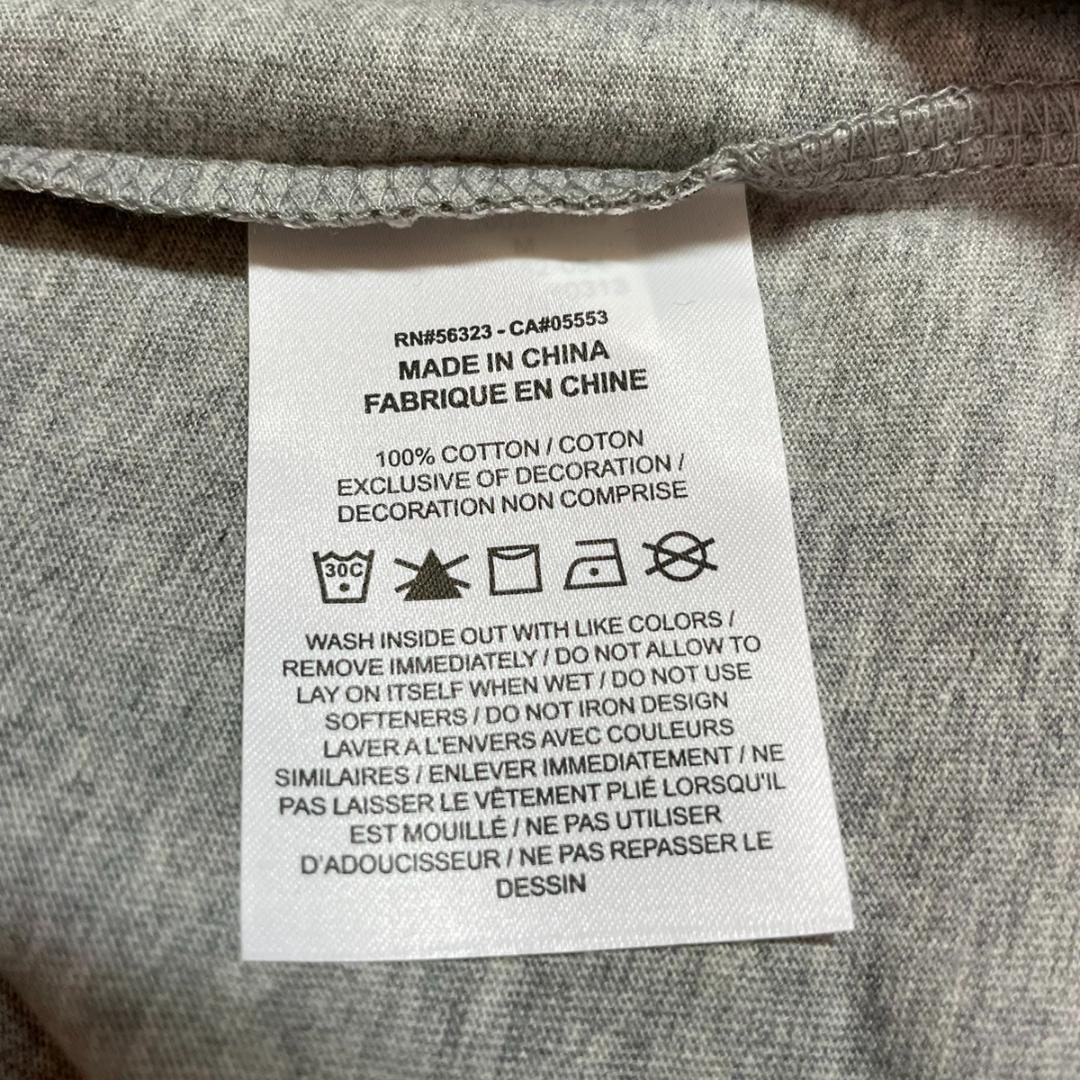 RN#56323 - CA#05553
MADE IN CHINA
FABRIQUE EN CHINE
100% COTTON / COTON
EXCLUSIVE OF DECORATION /
DECORATION NON COMPRISE
30C
WASH INSIDE OUT WITH LIKE COLORS /
REMOVE IMMEDIATELY / DO NOT ALLOW TO
LAY ON ITSELF WHEN WET / DO NOT USE
SOFTENERS / DO NOT IRON DESIGN
LAVER A L'ENVERS AVEC COULEURS
SIMILAIRES / ENLEVER IMMEDIATEMENT / NE
PAS LAISSER LE VÊTEMENT PLIÉ LORSQU'IL
EST MOUILLÉ / NE PAS UTILISER
D'ADOUCISSEUR / NE PAS REPASSER LE
DESSIN